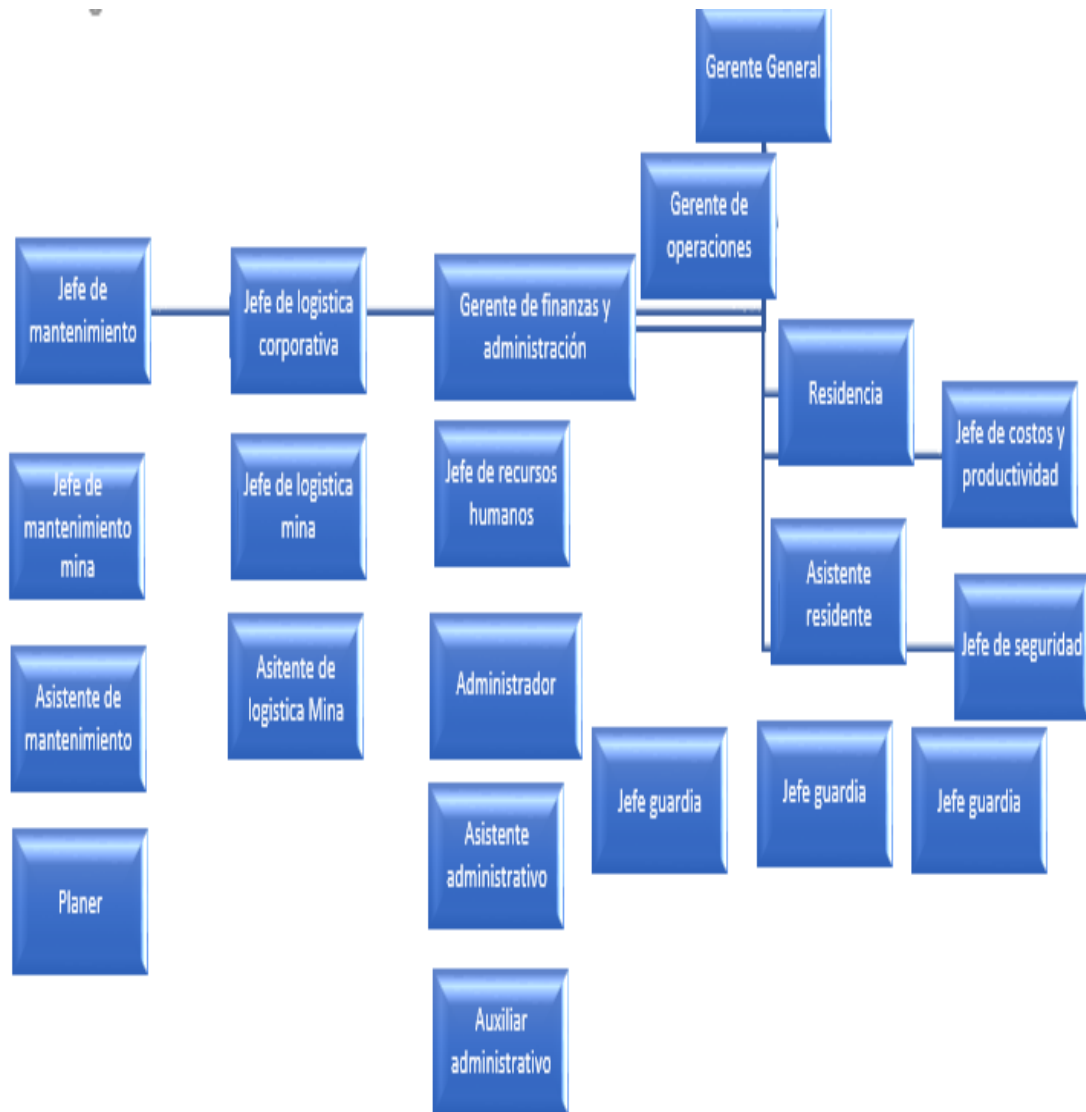 Gerente General
Gerente de
operaciones
Jefe de
mantenimiento
Jefe de logistica
corporativa
Gerente de finanzas y
administración
Residencia
Jefe de costos y
productividad
Jefe de
mantenimiento
mina
Jefe de logistica
mina
Jefe de recursos
humanos
Asistente
residente
Jefe de seguridad
Asistente de
mantenimiento
Asitente de
logistica Mina
Administrador
Jefe guardia
Jefe guardia
Jefe guardia
Planer
Asistente
administrativo
Auxiliar
administrativo